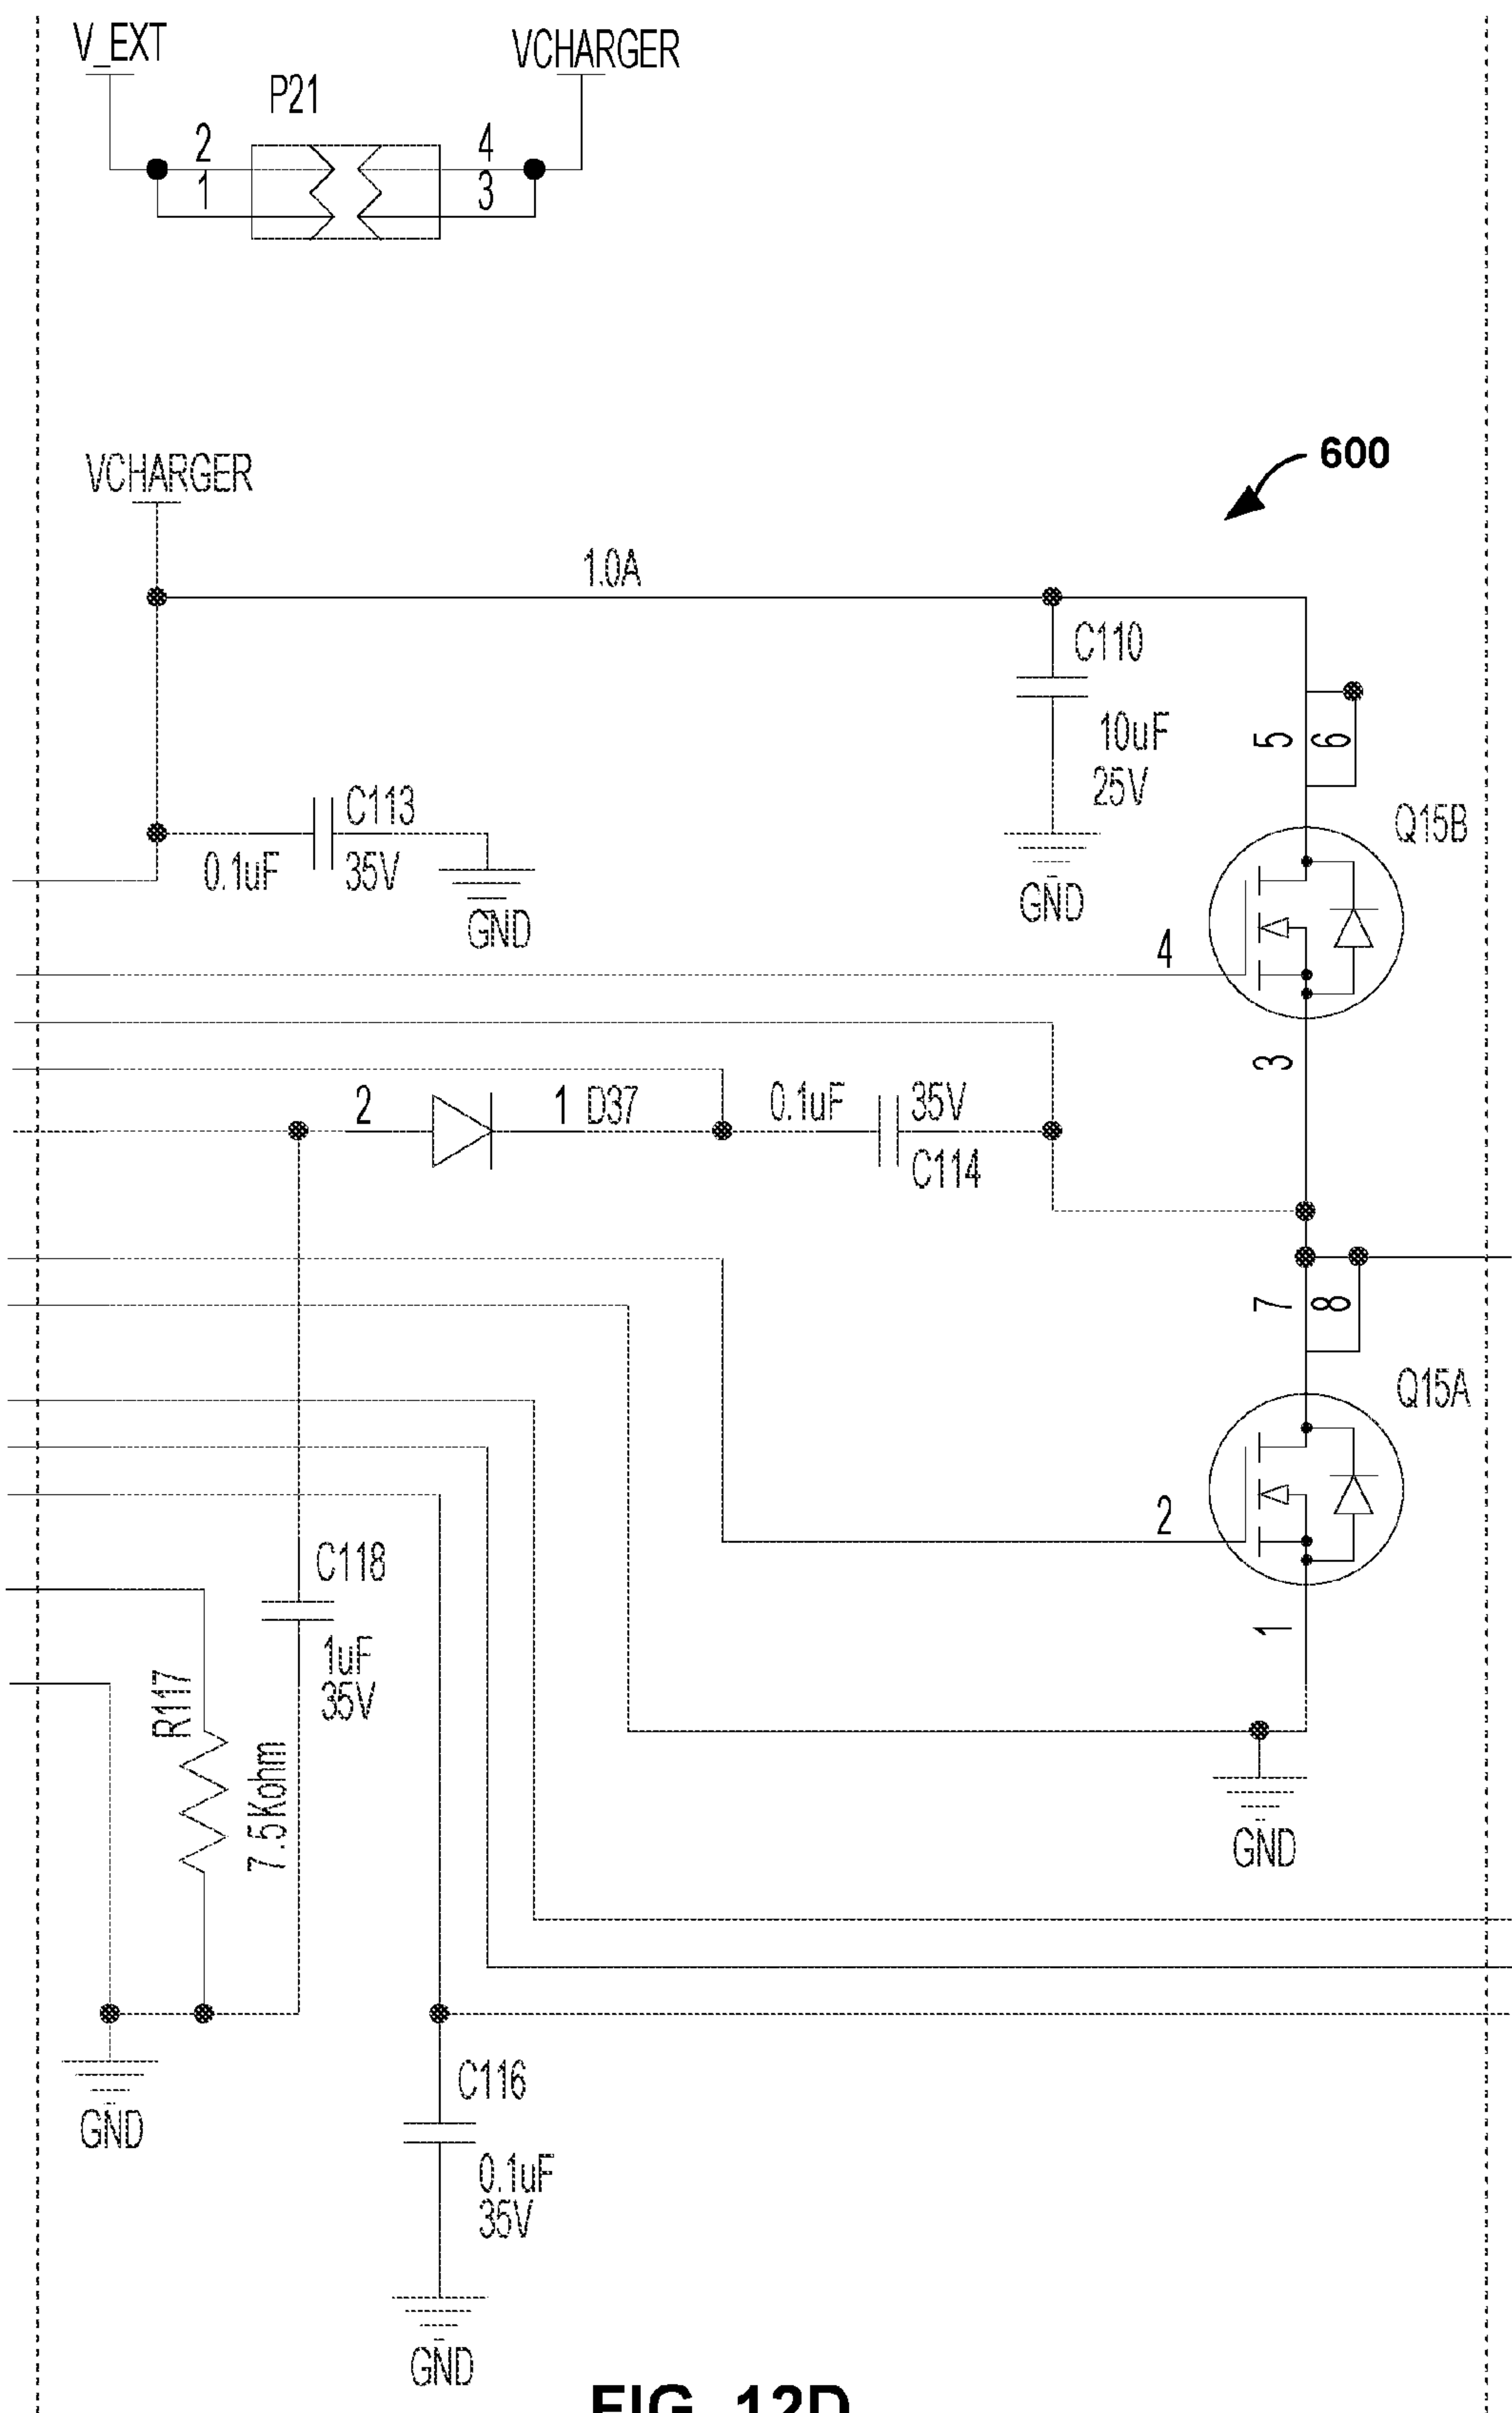 V_EXT
VCHARGER
P21
2
4
1
3
VCHARGER
600
1.0A
C110
10uF
25V
5
6
C113
0.1uF
35V
GND
GND
Q15B
4
3
2
1 D37
0.1uF
35V
C114
7
8
Q15A
2
1
C118
1uF
35V
R117
7.5Kohm
GND
GND
C116
0.1uF
35V
GND
FIG. 12D